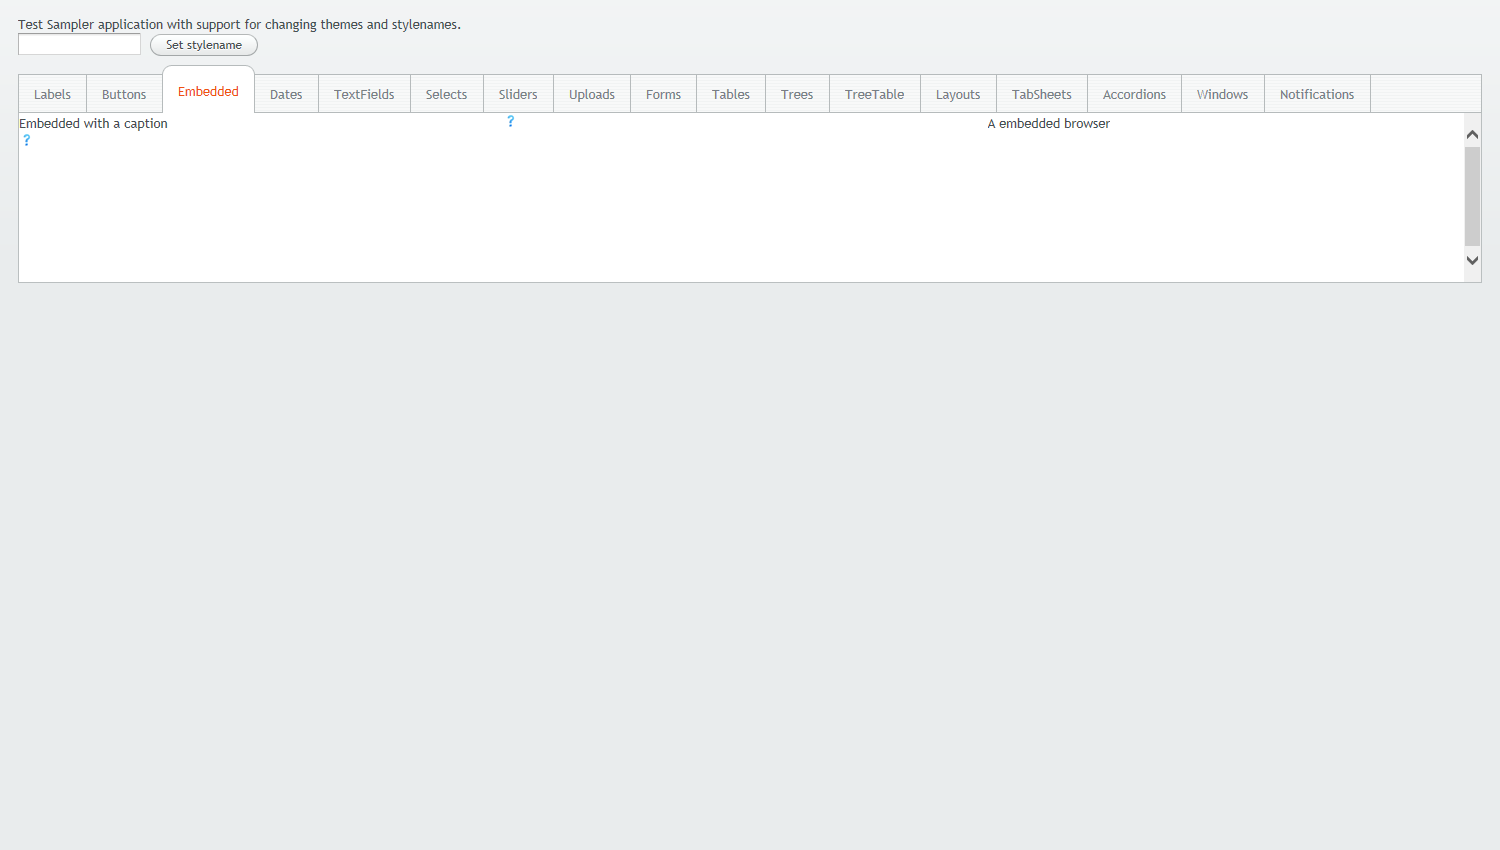 Test Sampler application with support for changing themes and stylenames.
Set stylename
Labels Buttons Embedded Dates TextFields Selects Sliders Uploads Forms Tables Trees TreeTable Layouts TabSheets Accordions Windows Notifications
Embedded with a caption ? A embedded browser
?